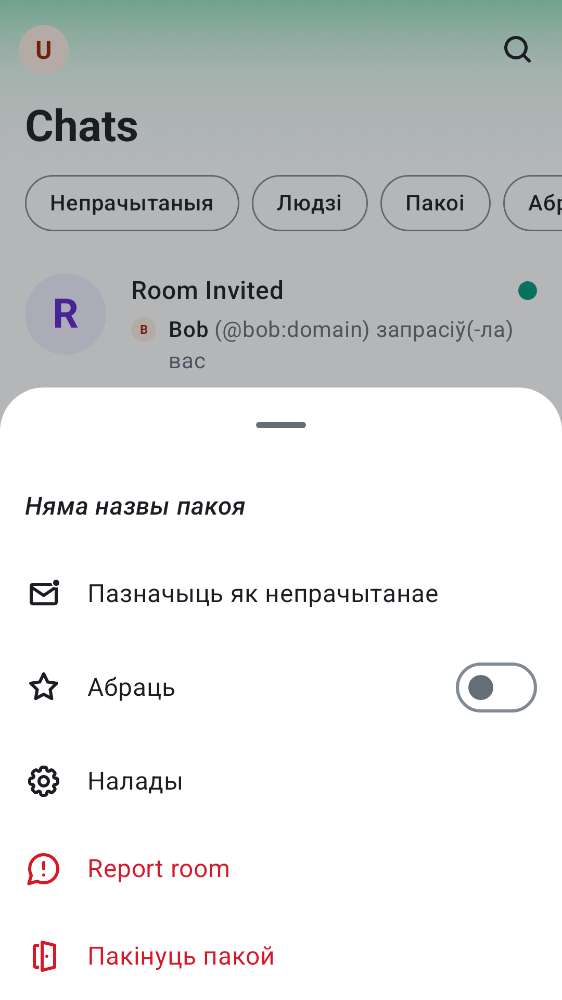 U
Chats
Непрачытаныя
Людзі
Пакоі
Абр
R
Room Invited
B
Bob (@bob:domain) запрасіў(-ла)
вас
Няма назвы пакоя
Пазначыць як непрачытанае
Абраць
Налады
Report room
Пакінуць пакой